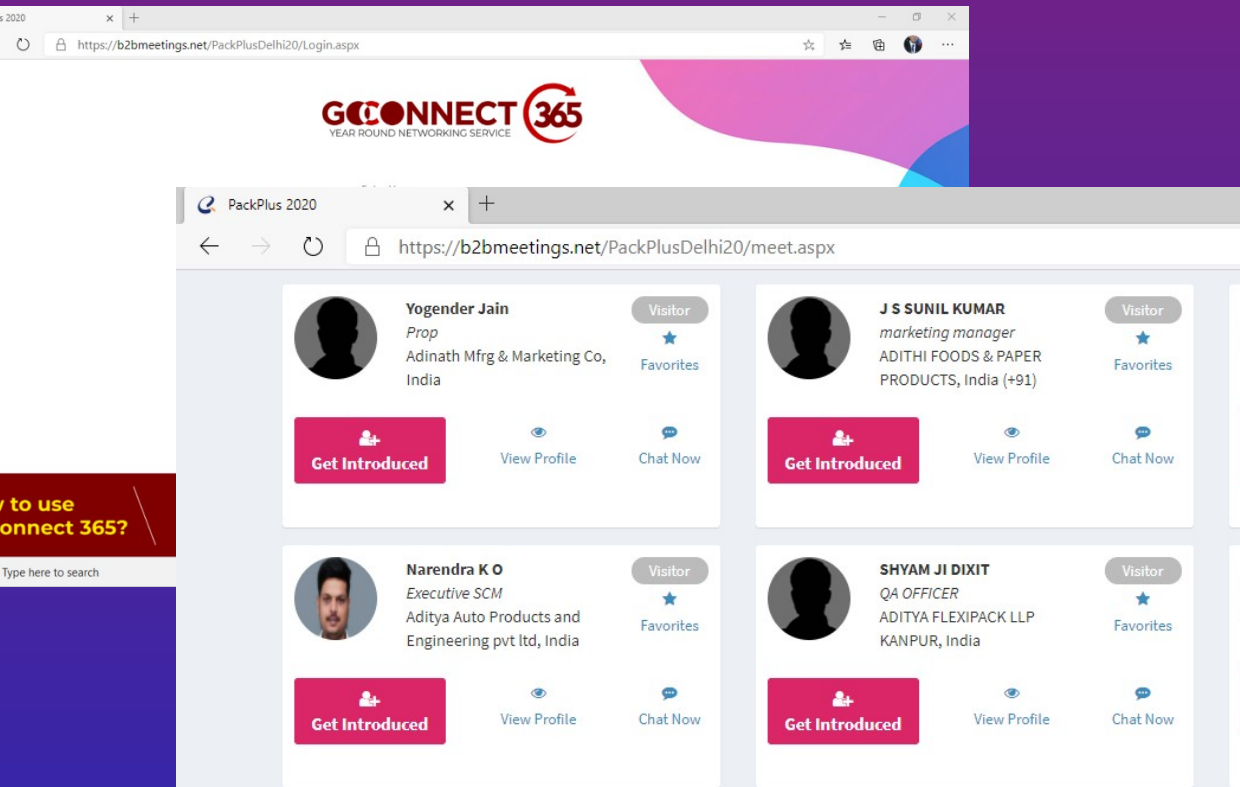 s 2020
https://b2bmeetings.net/PackPlusDelhi20/Login.aspx
GOCONNECT 365
YEAR ROUND NETWORKING SERVICE
to use
onnect 365?
Type here to search
PackPlus 2020
https://b2bmeetings.net/PackPlusDelhi20/meet.aspx
Yogender Jain
Visitor
Prop
Adinath Mfrg & Marketing Co,
India
Favorites
Get Introduced
View Profile
Chat Now
J S SUNIL KUMAR
Visitor
marketing manager
ADITHI FOODS & PAPER
PRODUCTS, India (+91)
Favorites
Get Introduced
View Profile
Chat Now
Narendra K O
Visitor
Executive SCM
Aditya Auto Products and
Engineering pvt ltd, India
Favorites
Get Introduced
View Profile
Chat Now
SHYAM JI DIXIT
Visitor
QA OFFICER
ADITYA FLEXIPACK LLP
KANPUR, India
Favorites
Get Introduced
View Profile
Chat Now